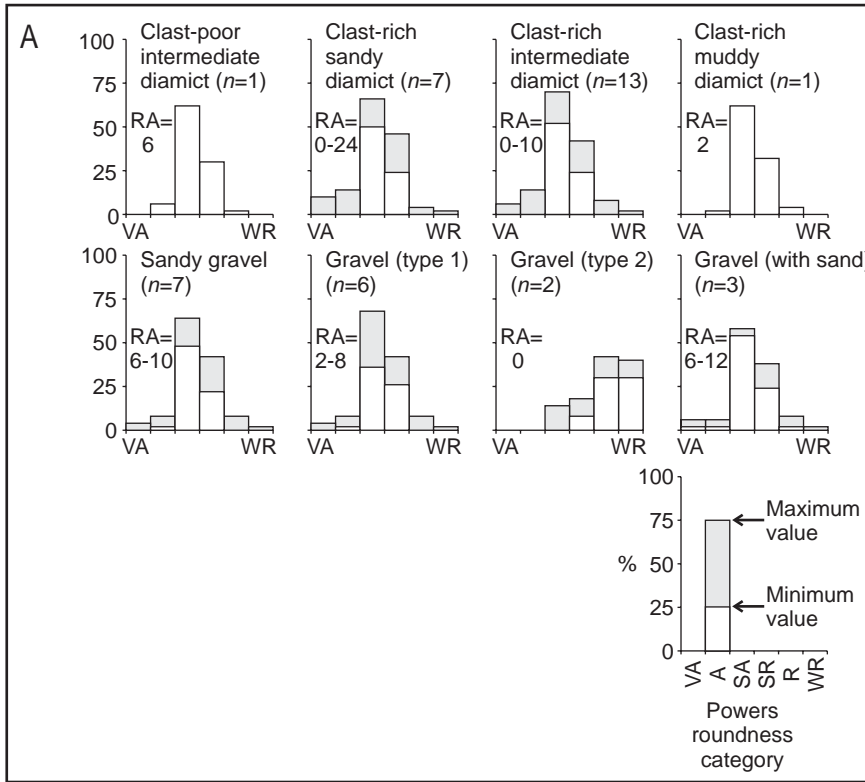 A
Clast-poor
intermediate
diamict (n=1)
Clast-rich
sandy
diamict (n=7)
Clast-rich
intermediate
diamict (n=13)
Clast-rich
muddy
diamict (n=1)
100
75
50
25
0
RA=
6
RA=
0-24
RA=
0-10
RA=
2
VA WR
VA WR
VA WR
VA WR
Sandy gravel
(n=7)
Gravel (type 1)
(n=6)
Gravel (type 2)
(n=2)
Gravel (with sand)
(n=3)
100
75
50
25
0
RA=
6-10
RA=
2-8
RA=
0
RA=
6-12
VA WR
VA WR
VA WR
VA WR
100
75
50
25
0
%
Maximum
value
Minimum
value
VA
A
SA
SR
R
WR
Powers
roundness
category